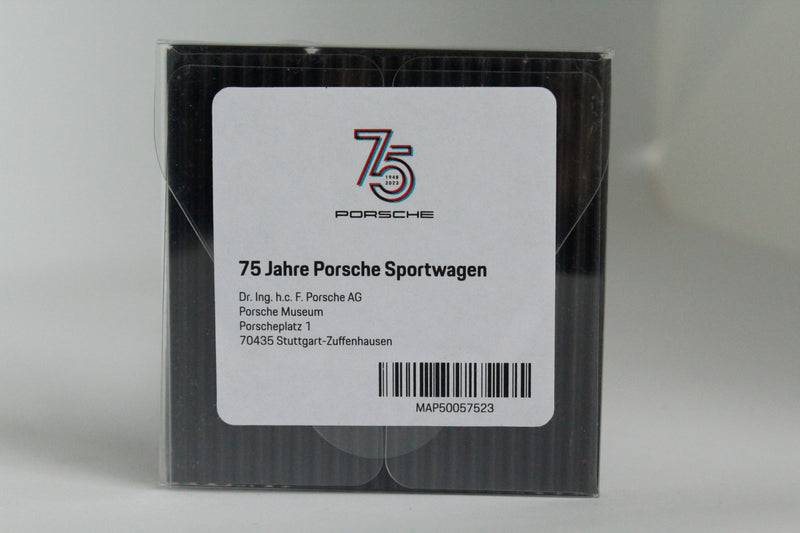 75
1948
2023
PORSCHE
75 Jahre Porsche Sportwagen
Dr. Ing. h.c. F. Porsche AG
Porsche Museum
Porscheplatz 1
70435 Stuttgart-Zuffenhausen
MAP50057523